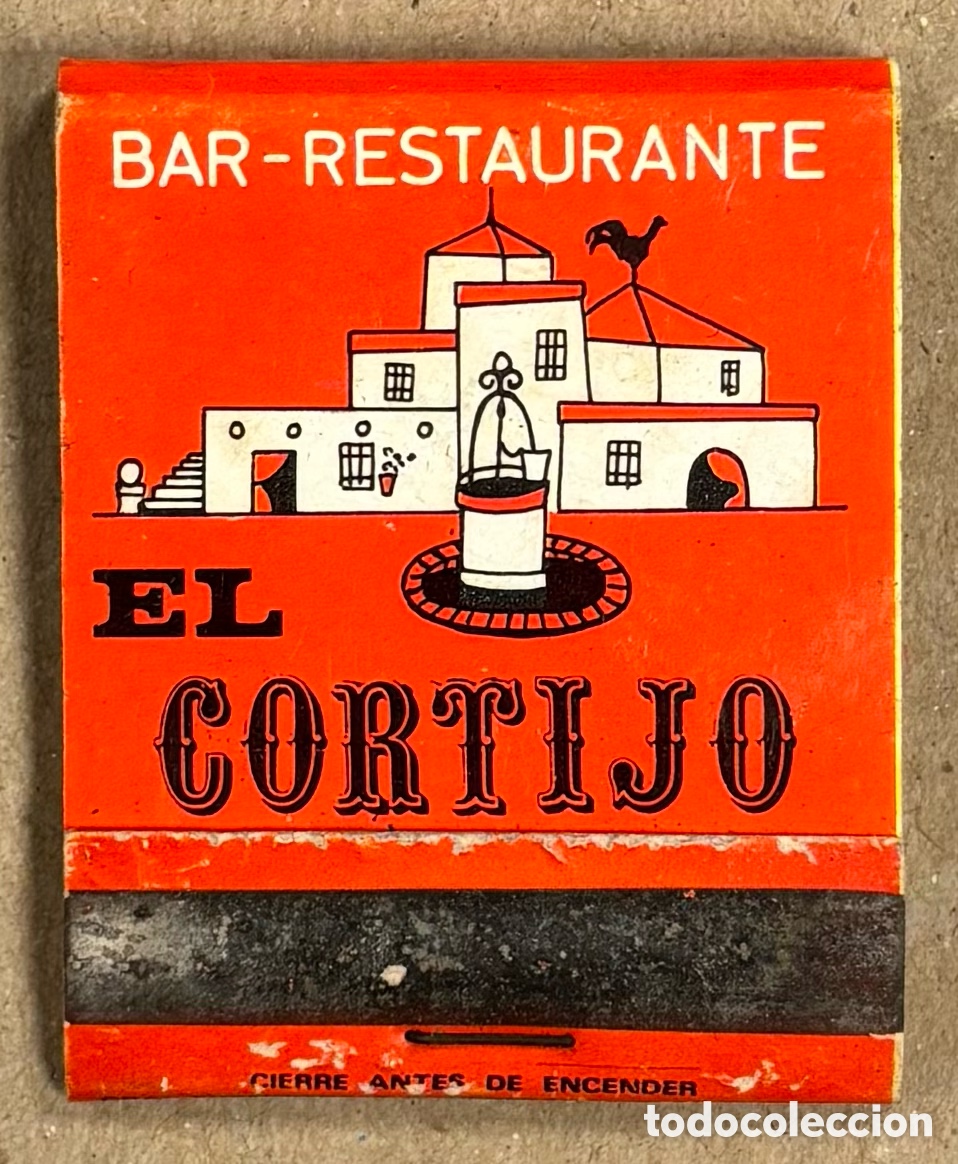 BAR-RESTAURANTE
EL
CORTIJO
CIERRE ANTES DE ENCENDER
todocoleccion